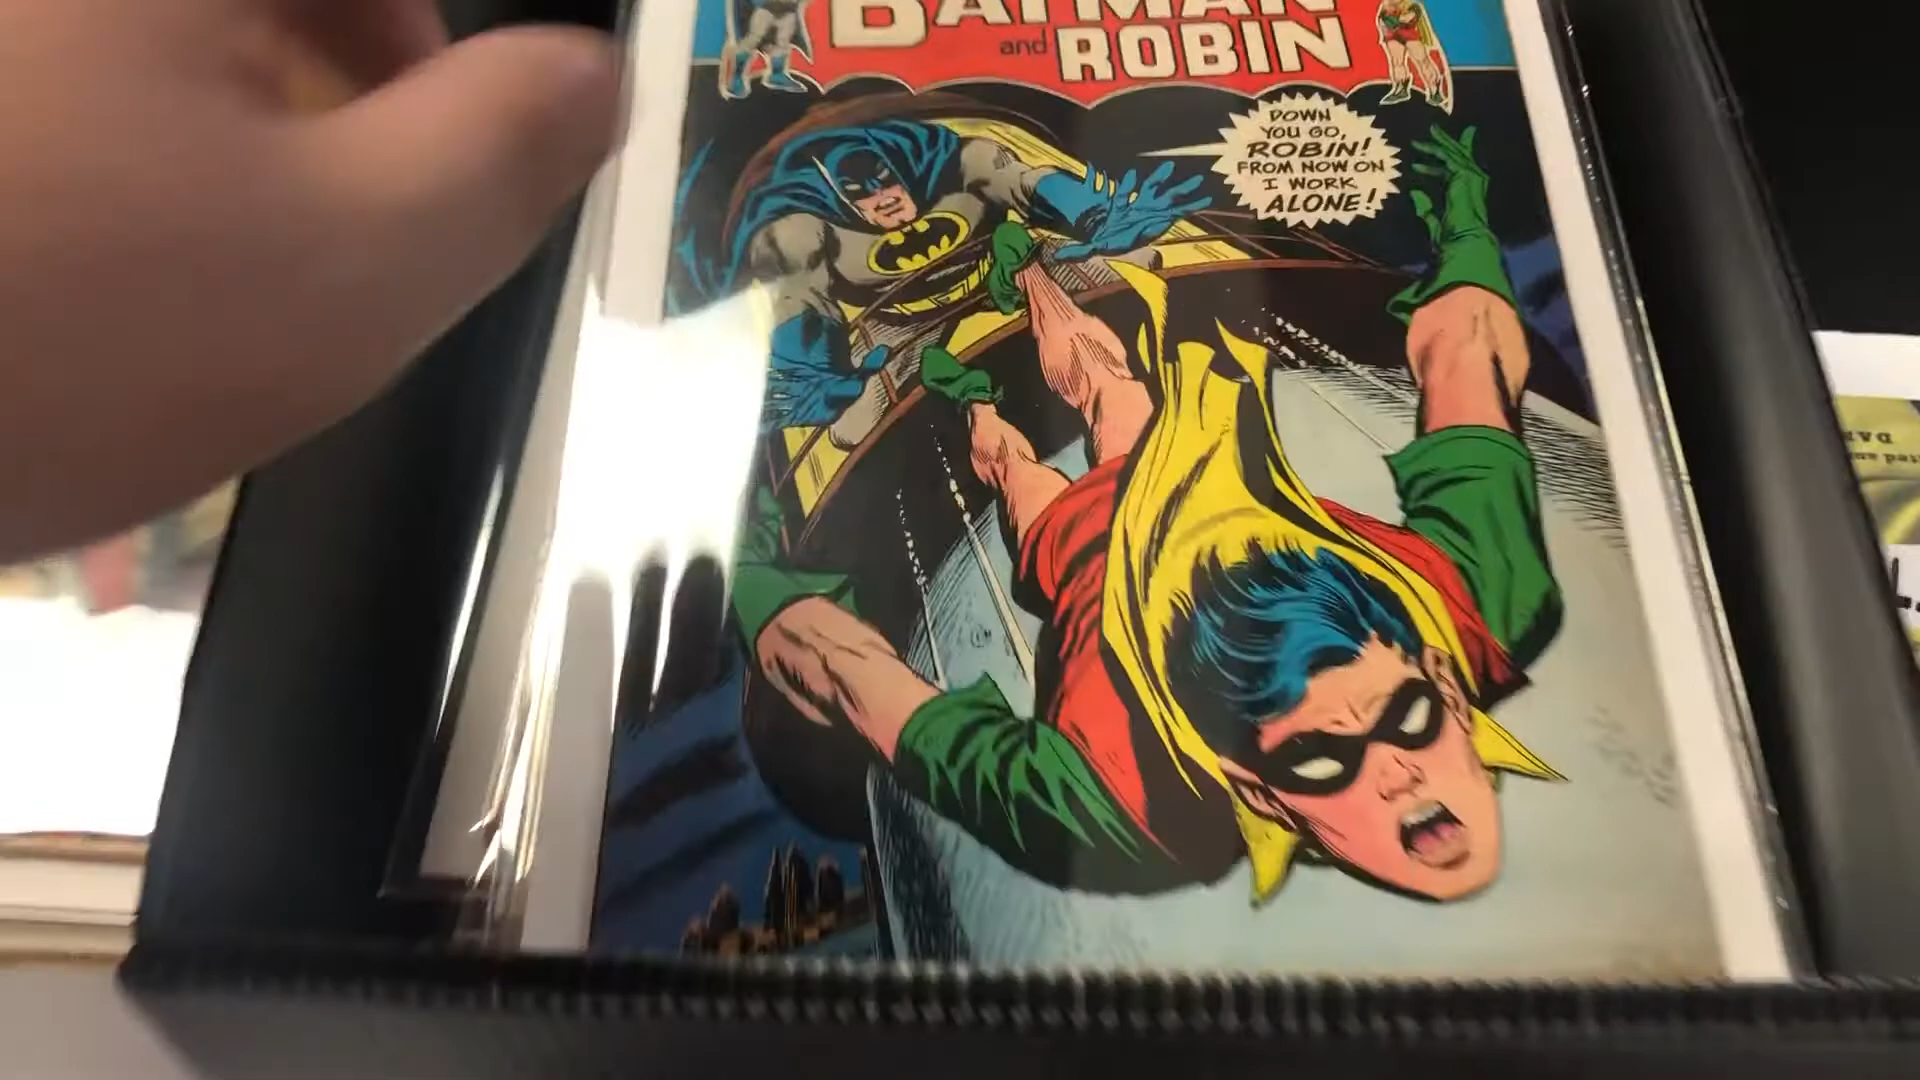 BATMAN
and ROBIN
DOWN
YOU GO,
ROBIN!
FROM NOW ON
I WORK
ALONE!